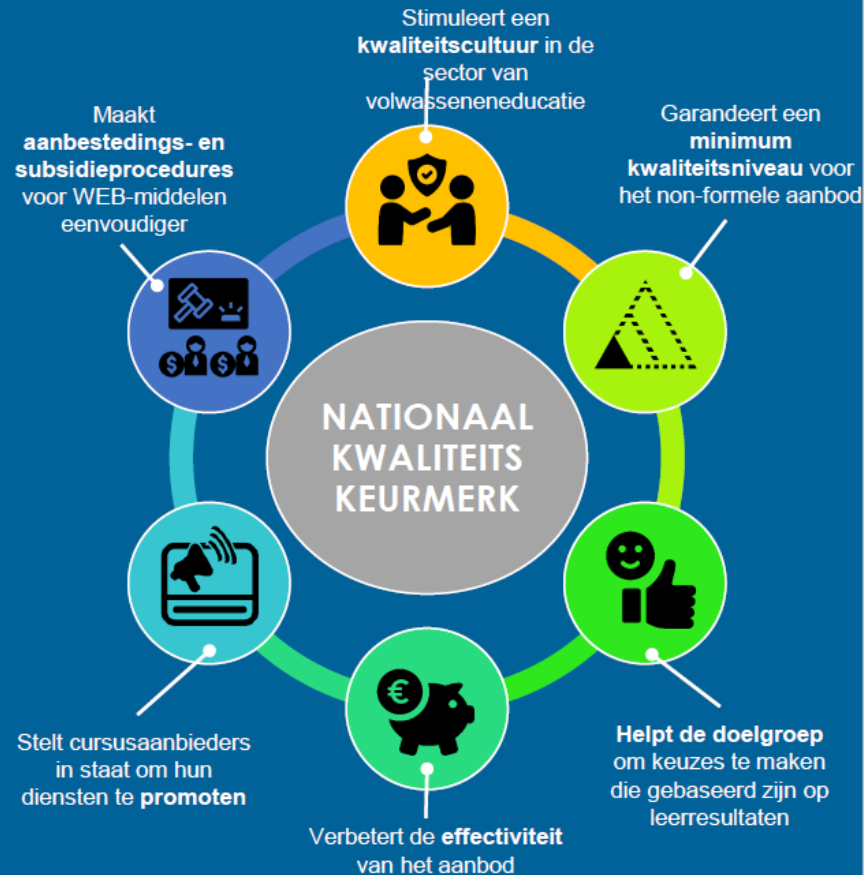 Stimuleert een
kwaliteitscultuur in de
sector van
volwasseneneducatie
Garandeert een
minimum
kwaliteitsniveau voor
het non-formele aanbod
Helpt de doelgroep
om keuzes te maken
die gebaseerd zijn op
leerresultaten
Verbetert de effectiviteit
van het aanbod
Stelt cursusaanbieders
in staat om hun
diensten te promoten
Maakt
aanbestedings- en
subsidieprocedures
voor WEB-middelen
eenvoudiger
NATIONAAL
KWALITEITS
KEURMERK
$ $
€